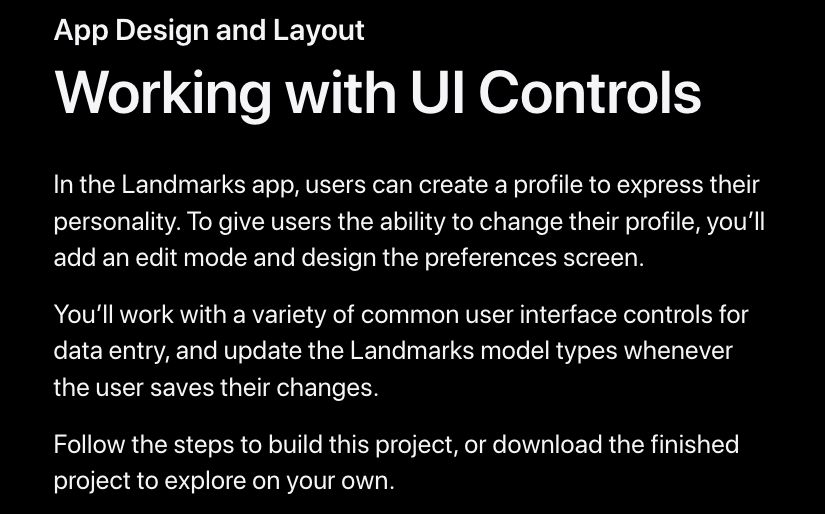 App Design and Layout
Working with UI Controls
In the Landmarks app, users can create a profile to express their
personality. To give users the ability to change their profile, you’ll
add an edit mode and design the preferences screen.
You’ll work with a variety of common user interface controls for
data entry, and update the Landmarks model types whenever
the user saves their changes.
Follow the steps to build this project, or download the finished
project to explore on your own.